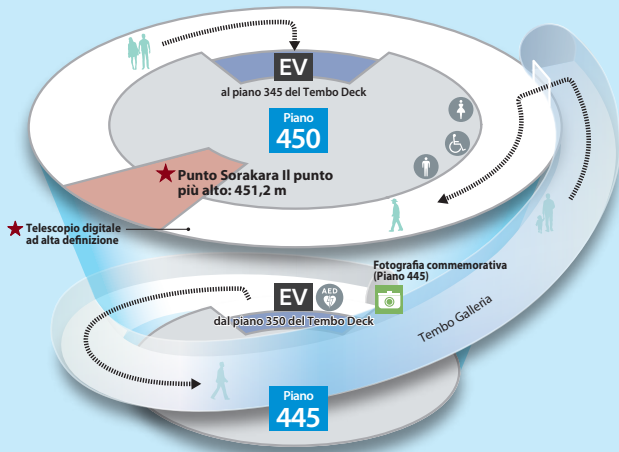 EV
al piano 345 del Tembo Deck
Piano
450
Punto Sorakara Il punto
più alto: 451,2 m
Telescopio digitale
ad alta definizione
Fotografia commemorativa
(Piano 445)
EV
AED
dal piano 350 del Tembo Deck
Tembo Galleria
Piano
445